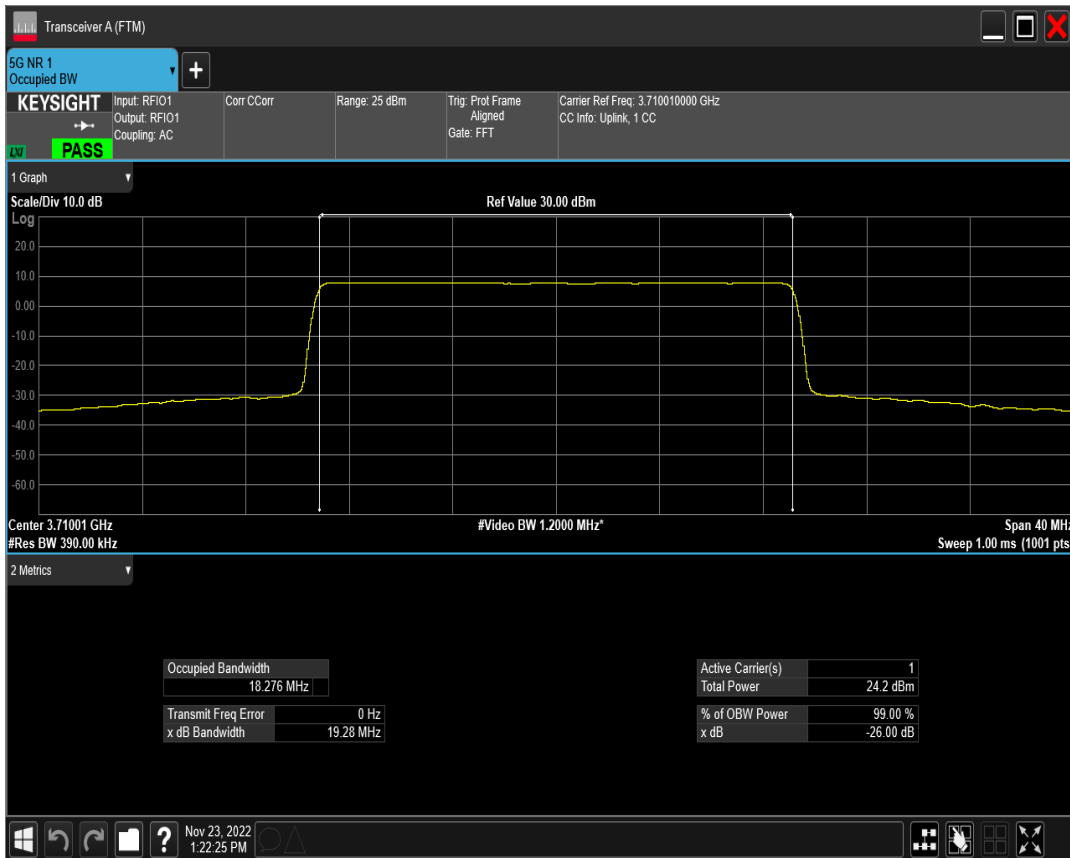 Transceiver A (FTM)
5G NR 1
Occupied BW
+
KEYSIGHT
LXI
PASS
Input: RFIO1
Output: RFIO1
Coupling: AC
Corr CCorr
Range: 25 dBm
Trig: Prot Frame
Aligned
Gate: FFT
Carrier Ref Freq: 3.710010000 GHz
CC Info: Uplink, 1 CC
1 Graph
Scale/Div 10.0 dB
Ref Value 30.00 dBm
Log
20.0
10.0
0.00
-10.0
-20.0
-30.0
-40.0
-50.0
-60.0
Center 3.71001 GHz
#Video BW 1.2000 MHz*
Span 40 MHz
#Res BW 390.00 kHz
Sweep 1.00 ms (1001 pts
2 Metrics
Occupied Bandwidth
18.276 MHz
Transmit Freq Error 0 Hz
x dB Bandwidth 19.28 MHz
Active Carrier(s) 1
Total Power 24.2 dBm
% of OBW Power 99.00 %
x dB -26.00 dB
?
Nov 23, 2022
1:22:25 PM